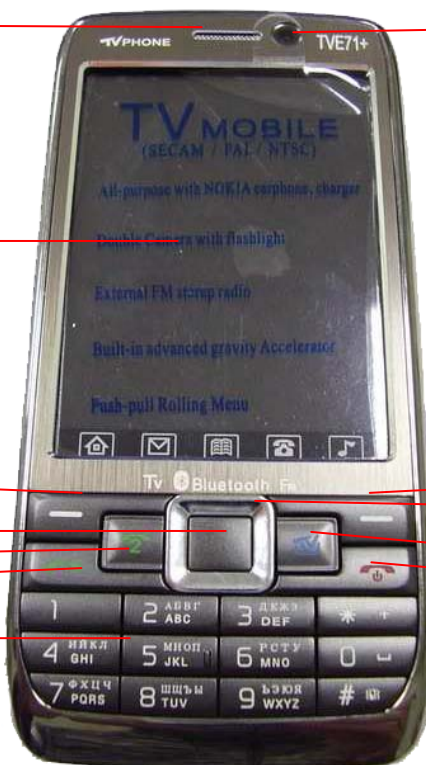 TVPHONE TVE71+
TV MOBILE
(SECAM / PAL / NTSC)
All-purpose with NOKIA earphone, charger
Double Camera with flashlight
External FM stereo radio
Built-in advanced gravity Accelerator
Push-pull Rolling Menu
Tv Bluetooth FM
2 TV
1 2 АБВГ ABC 3 ДЕЖЗ DEF * +
4 ИЙКЛ GHI 5 МНОП JKL 6 РСТУ MNO 0
7 ФХЦЧ PQRS 8 ШЩЪЫ TUV 9 ЬЭЮЯ WXYZ #